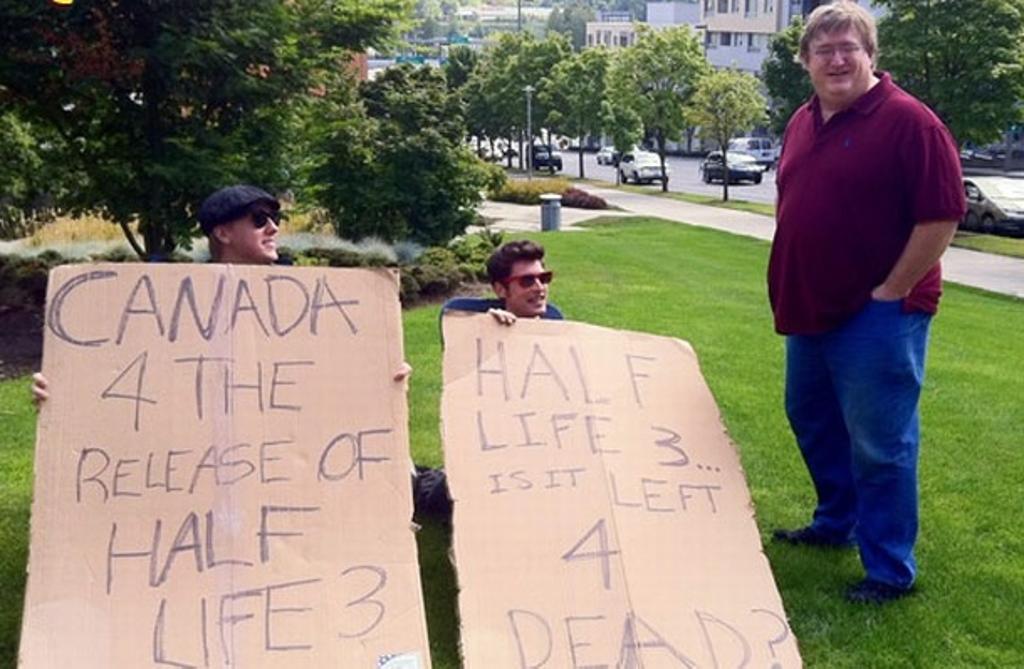 CANADA
4 THE
RELEASE OF
HALF
LIFE 3
HALF
LIFE 3...
IS IT LEFT
4
DEAD?